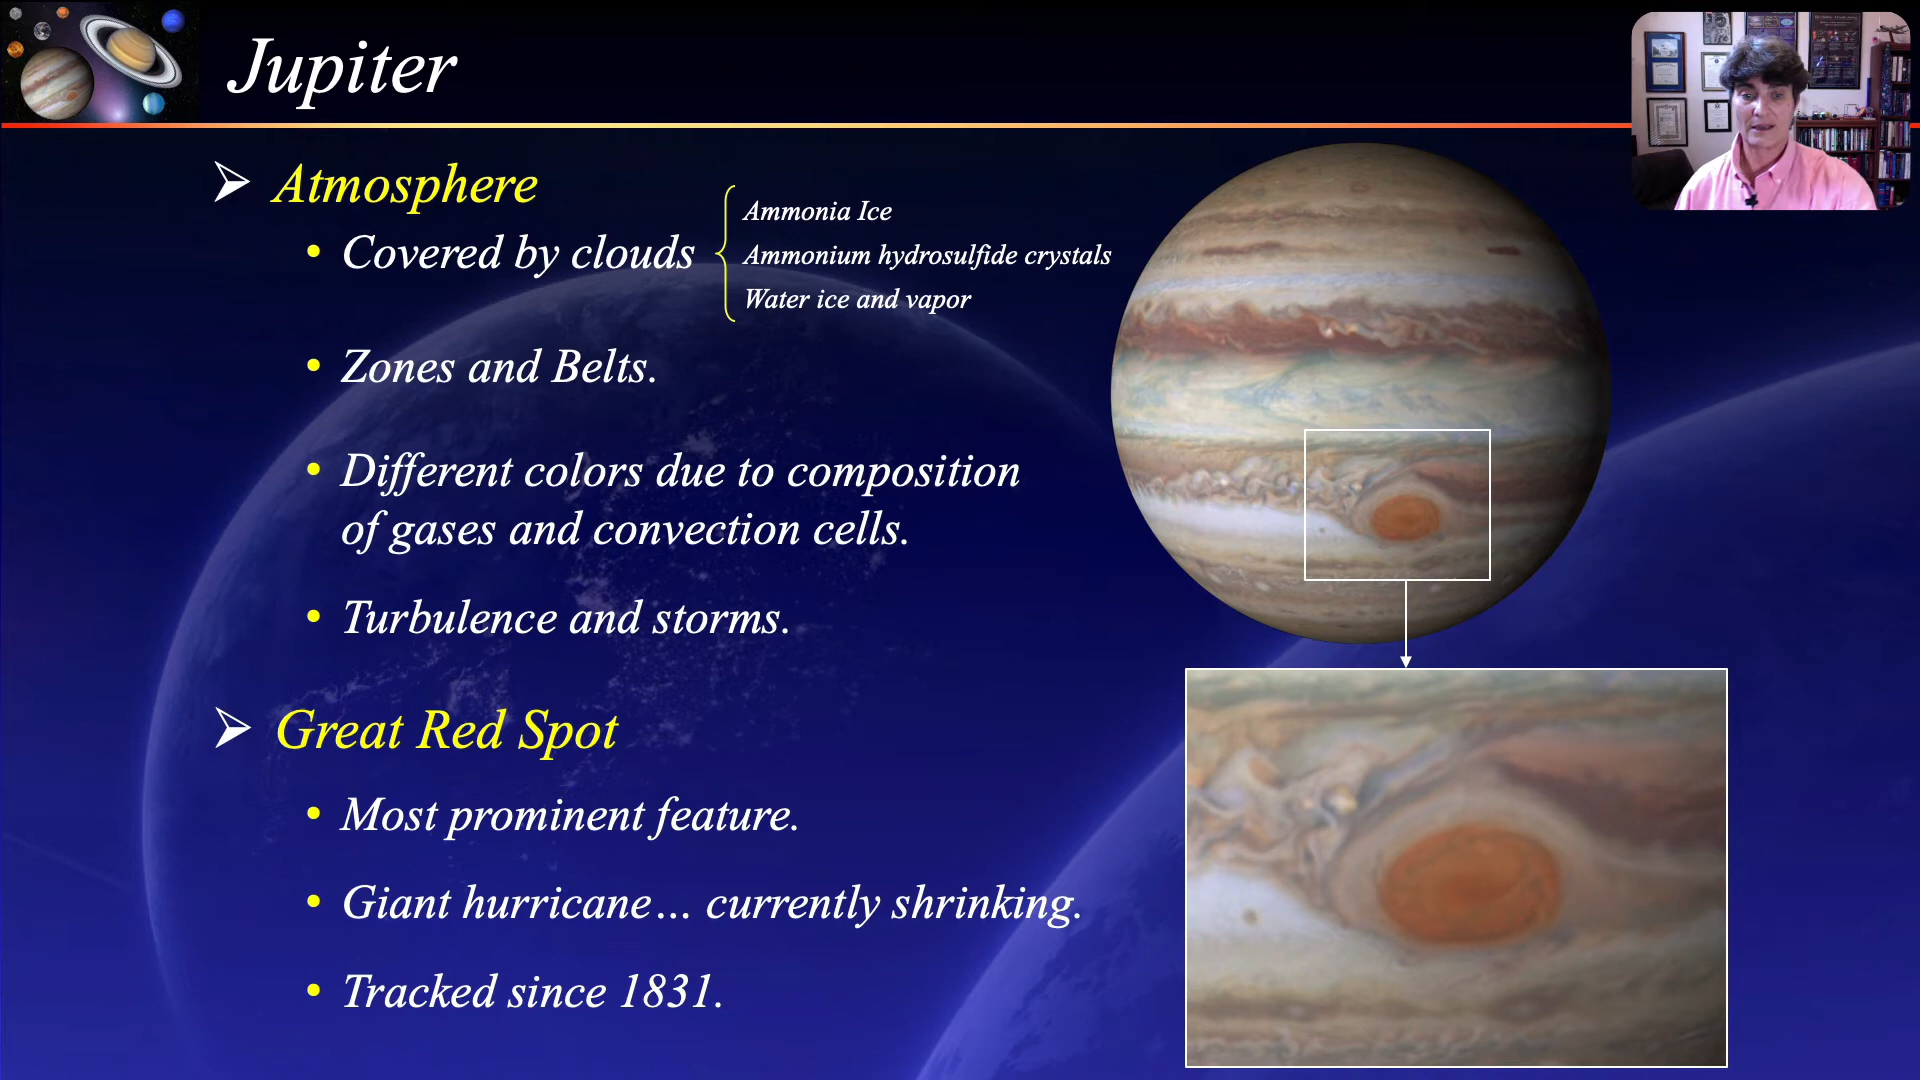 Jupiter
Atmosphere
Covered by clouds
Ammonia Ice
Ammonium hydrosulfide crystals
Water ice and vapor
Zones and Belts.
Different colors due to composition
of gases and convection cells.
Turbulence and storms.
Great Red Spot
Most prominent feature.
Giant hurricane... currently shrinking.
Tracked since 1831.